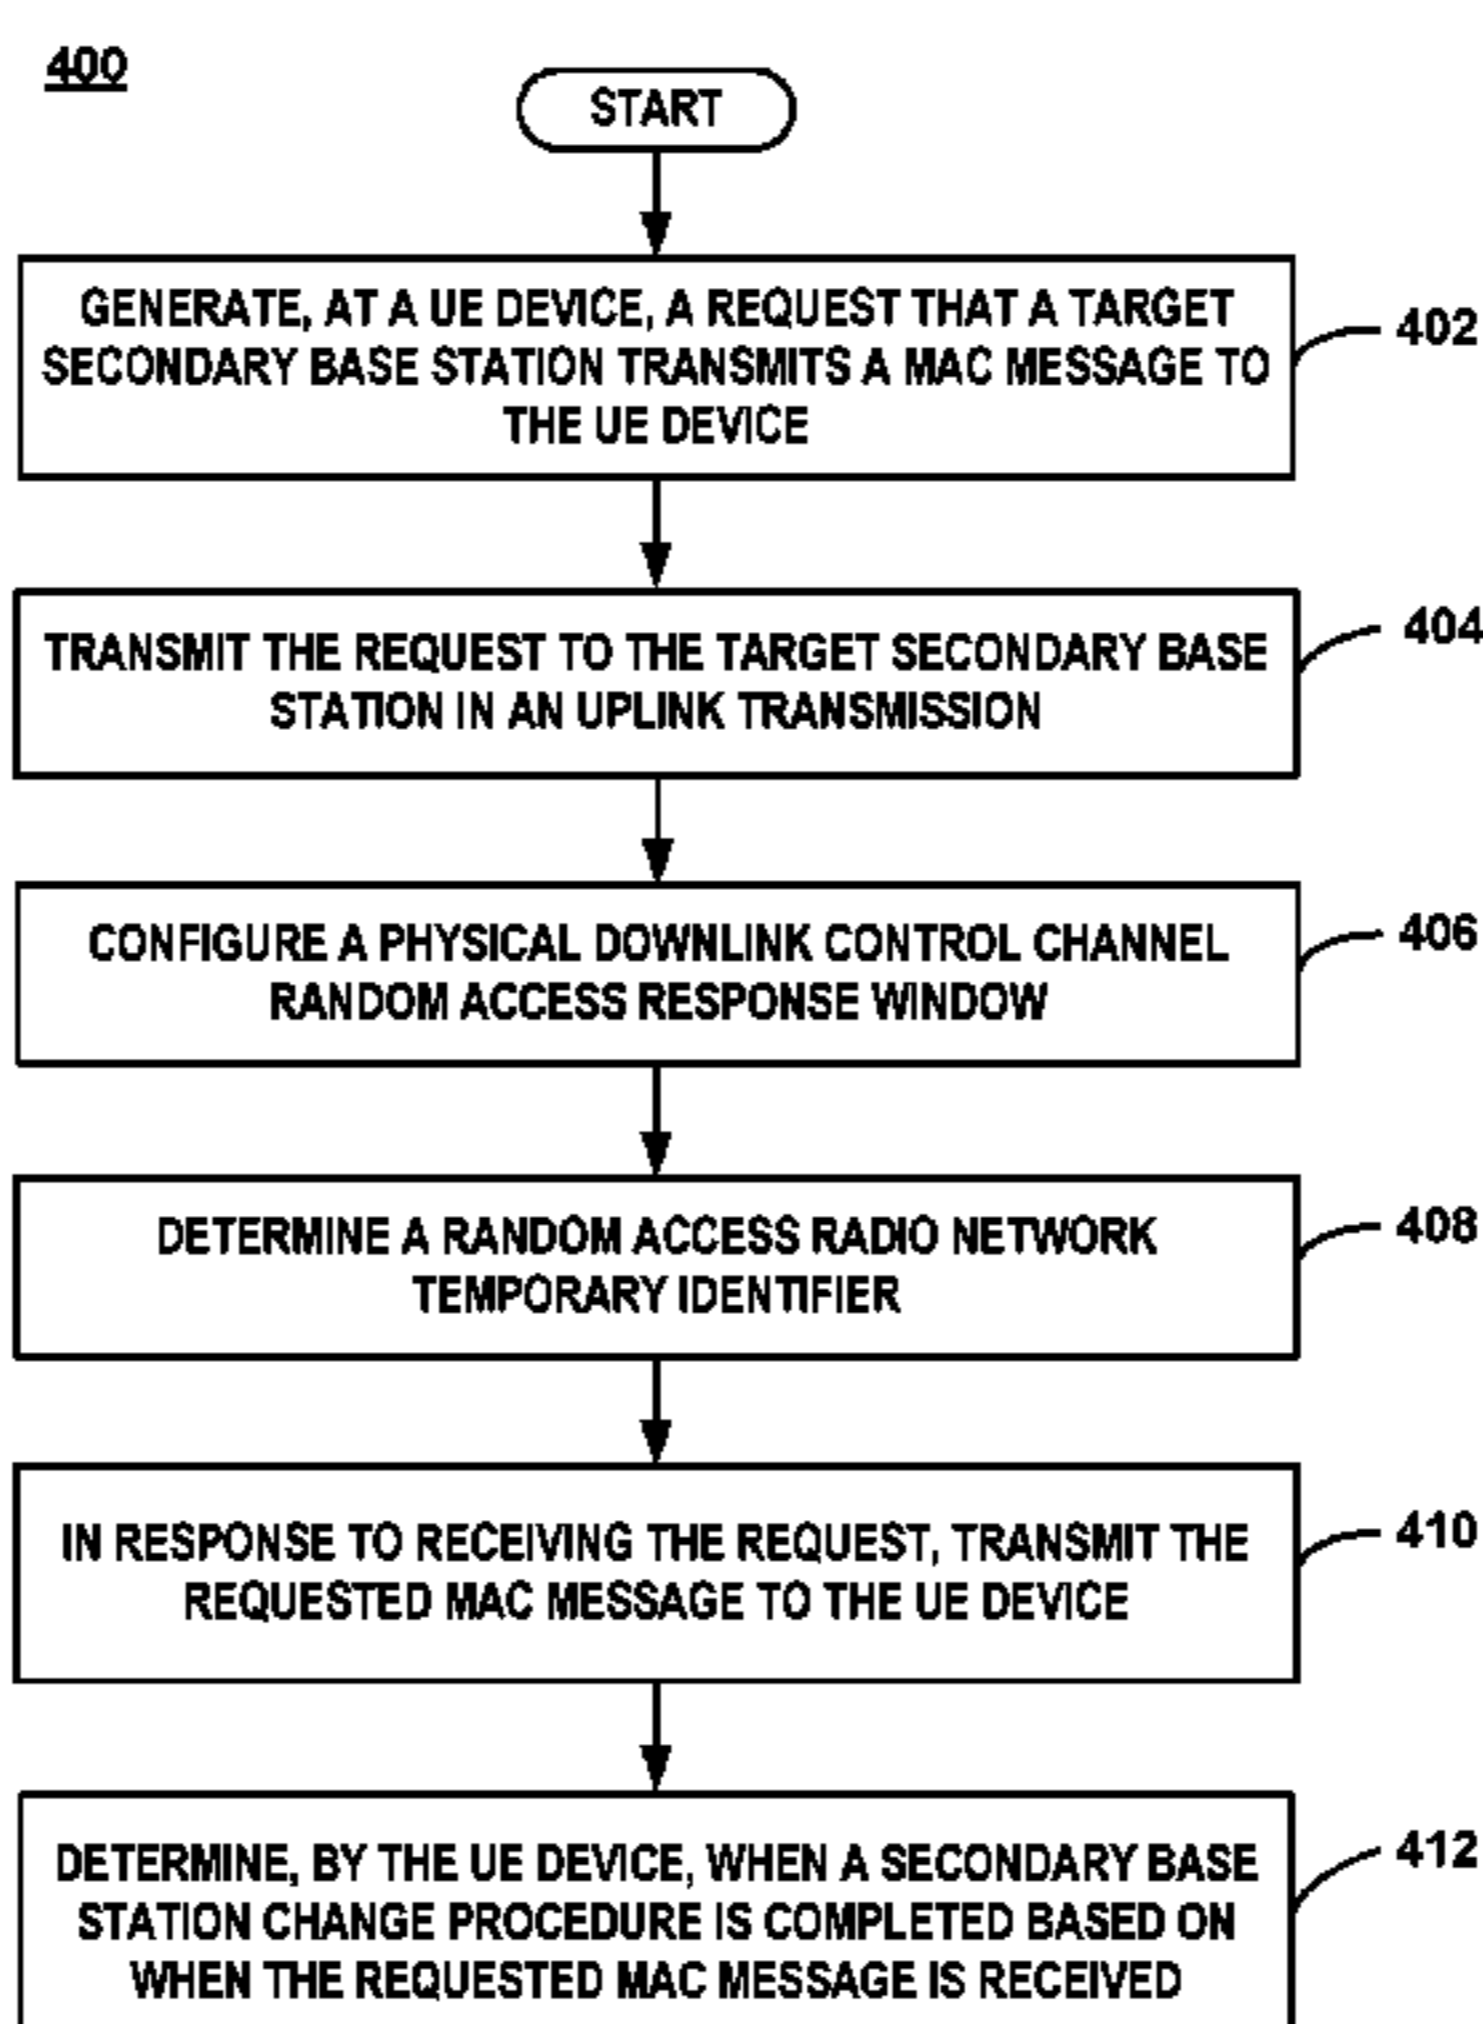 400
START
GENERATE, AT A UE DEVICE, A REQUEST THAT A TARGET
SECONDARY BASE STATION TRANSMITS A MAC MESSAGE TO
THE UE DEVICE
402
TRANSMIT THE REQUEST TO THE TARGET SECONDARY BASE
STATION IN AN UPLINK TRANSMISSION
404
CONFIGURE A PHYSICAL DOWNLINK CONTROL CHANNEL
RANDOM ACCESS RESPONSE WINDOW
406
DETERMINE A RANDOM ACCESS RADIO NETWORK
TEMPORARY IDENTIFIER
408
IN RESPONSE TO RECEIVING THE REQUEST, TRANSMIT THE
REQUESTED MAC MESSAGE TO THE UE DEVICE
410
DETERMINE, BY THE UE DEVICE, WHEN A SECONDARY BASE
STATION CHANGE PROCEDURE IS COMPLETED BASED ON
WHEN THE REQUESTED MAC MESSAGE IS RECEIVED
412